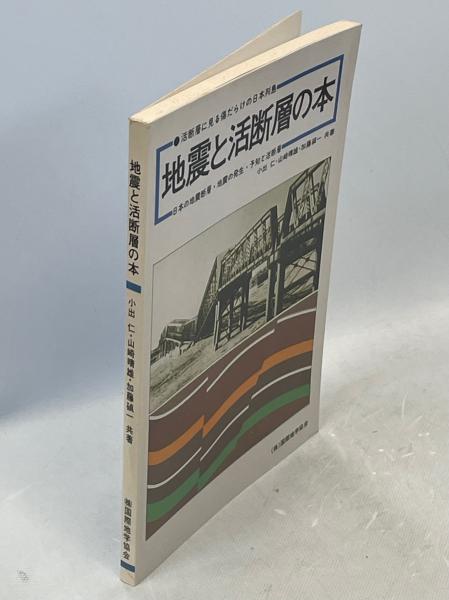 ●活断層に見る傷だらけの日本列島
地震と活断層の本
日本の地震断層・地震の発生・予知と活断層
小出 仁・山崎晴雄・加藤碵一 共著
(株)国際地学協会
地震と活断層の本
小出 仁・山崎晴雄・加藤碵一 共著
㈱国際地学協会